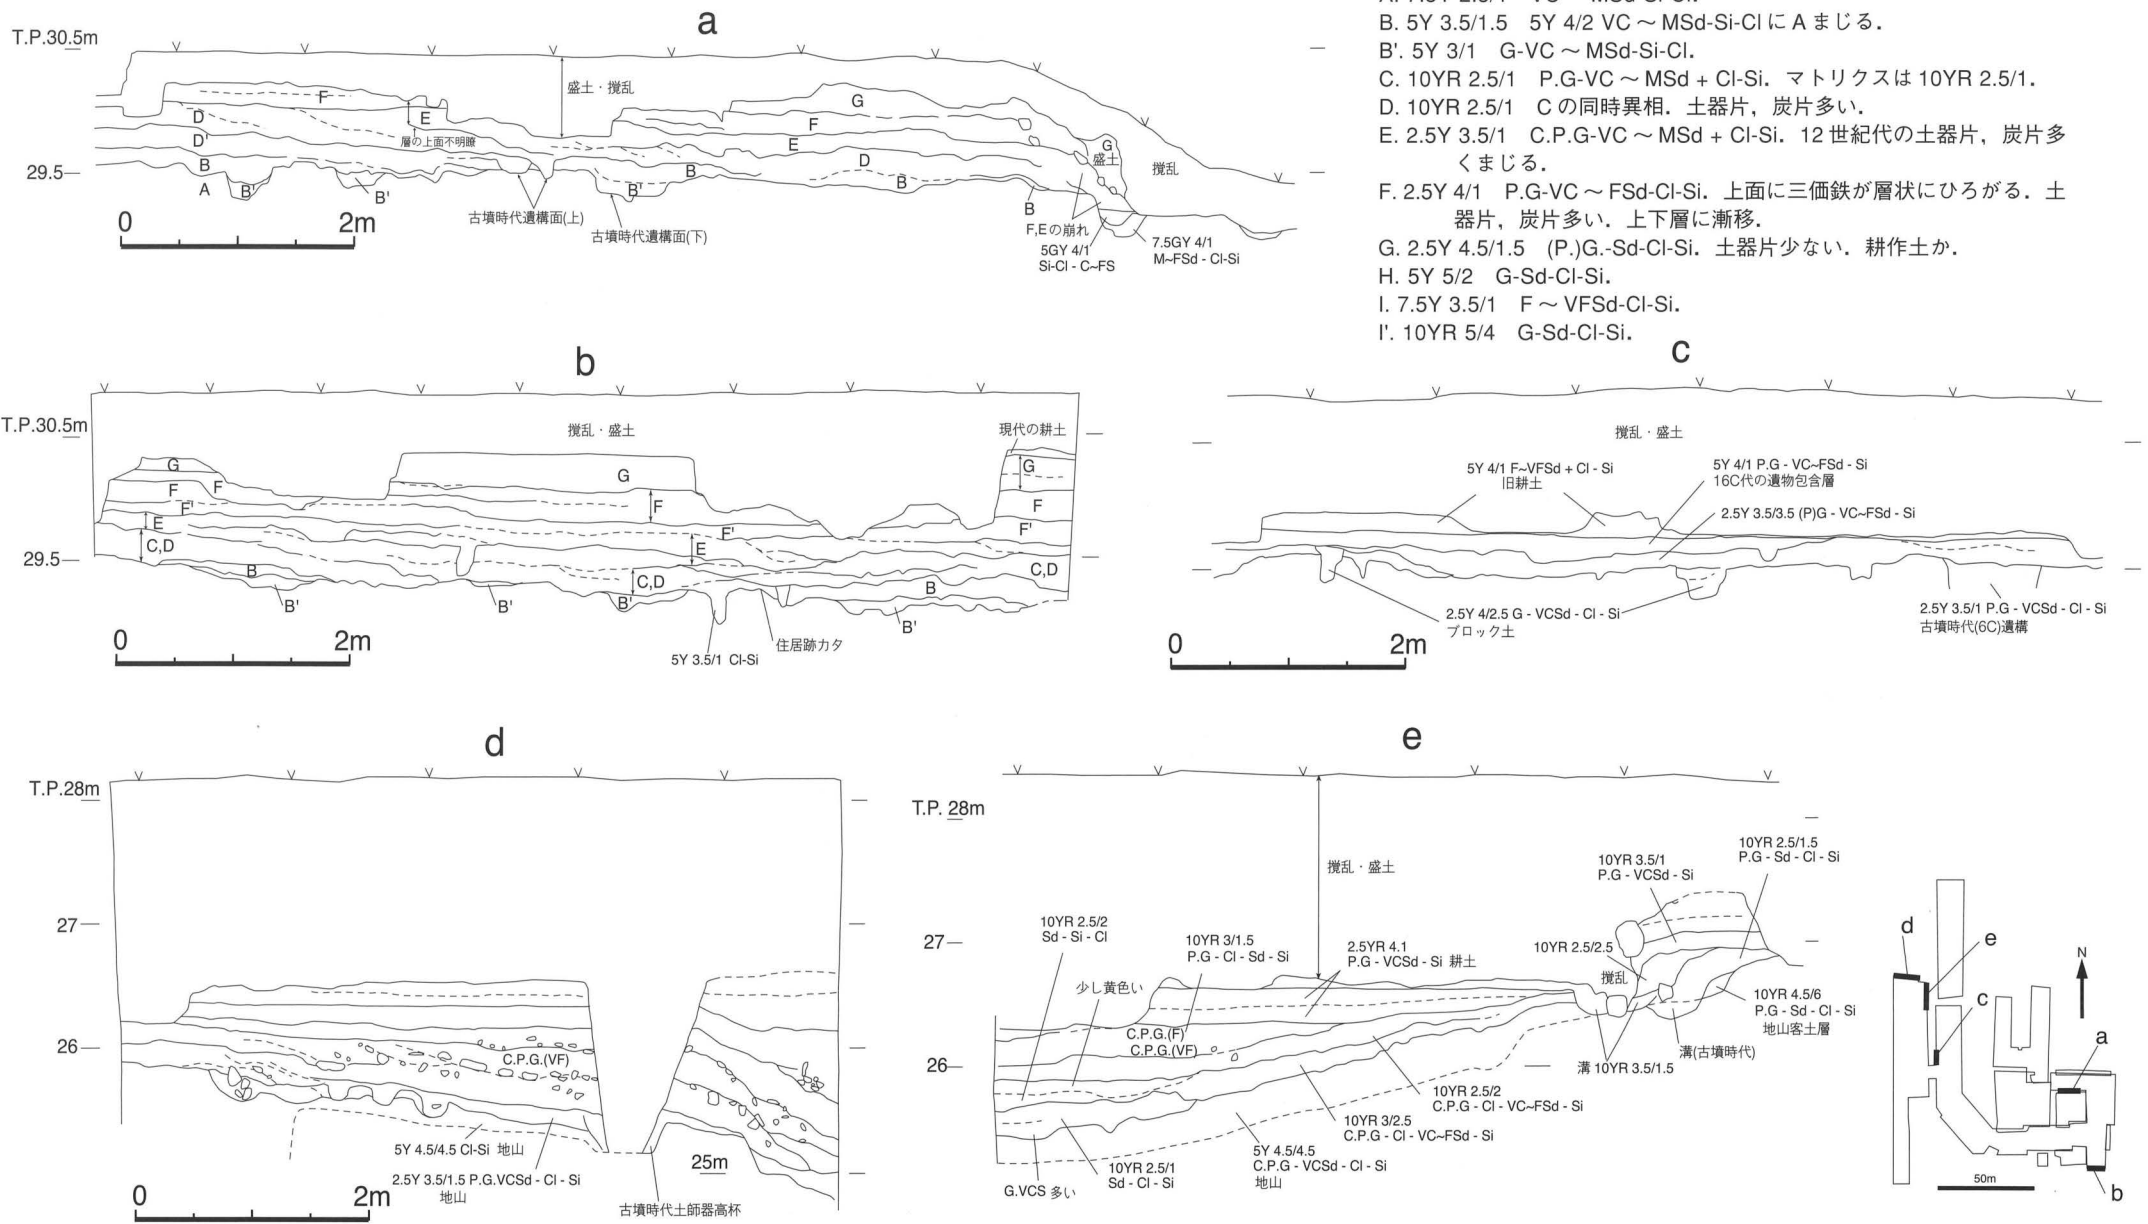 a
T.P.30.5m
盛土・撹乱
F
G
D
E
F
層の上面不明瞭
E
G
盛土
撹乱
D'
D
B
B
B
A
B'
B'
B'
B
29.5
古墳時代遺構面(上)
古墳時代遺構面(下)
F,Eの崩れ
5GY 4/1
Si-Cl - C~FS
7.5GY 4/1
M~FSd - Cl-Si
0
2m
B. 5Y 3.5/1.5 5Y 4/2 VC ~ MSd-Si-Cl に A まじる.
B'. 5Y 3/1 G-VC ~ MSd-Si-Cl.
C. 10YR 2.5/1 P.G-VC ~ MSd + Cl-Si. マトリクスは 10YR 2.5/1.
D. 10YR 2.5/1 C の同時異相. 土器片, 炭片多い.
E. 2.5Y 3.5/1 C.P.G-VC ~ MSd + Cl-Si. 12 世紀代の土器片, 炭片多
くまじる.
F. 2.5Y 4/1 P.G-VC ~ FSd-Cl-Si. 上面に三価鉄が層状にひろがる. 土
器片, 炭片多い. 上下層に漸移.
G. 2.5Y 4.5/1.5 (P.)G.-Sd-Cl-Si. 土器片少ない. 耕作土か.
H. 5Y 5/2 G-Sd-Cl-Si.
I. 7.5Y 3.5/1 F ~ VFSd-Cl-Si.
I'. 10YR 5/4 G-Sd-Cl-Si.
b
T.P.30.5m
撹乱・盛土
現代の耕土
G
G
G
F
F
F
F
F'
F'
F'
E
E
C,D
C,D
C,D
29.5
B
B
B'
B'
B'
B'
住居跡カタ
5Y 3.5/1 Cl-Si
0
2m
c
撹乱・盛土
5Y 4/1 F~VFSd + Cl - Si
旧耕土
5Y 4/1 P.G - VC~FSd - Si
16C代の遺物包含層
2.5Y 3.5/3.5 (P)G - VC~FSd - Si
2.5Y 4/2.5 G - VCSd - Cl - Si
ブロック土
2.5Y 3.5/1 P.G - VCSd - Cl - Si
古墳時代(6C)遺構
0
2m
d
T.P.28m
27
26
C.P.G.(VF)
5Y 4.5/4.5 Cl-Si 地山
2.5Y 3.5/1.5 P.G.VCSd - Cl - Si
地山
25m
古墳時代土師器高杯
0
2m
e
T.P. 28m
撹乱・盛土
10YR 2.5/1.5
P.G - Sd - Cl - Si
10YR 3.5/1
P.G - VCSd - Si
10YR 2.5/2
Sd - Si - Cl
10YR 3/1.5
P.G - Cl - Sd - Si
2.5YR 4.1
P.G - VCSd - Si 耕土
27
10YR 2.5/2.5
撹乱
少し黄色い
10YR 4.5/6
P.G - Sd - Cl - Si
地山客土層
C.P.G.(F)
C.P.G.(VF)
溝(古墳時代)
26
溝 10YR 3.5/1.5
10YR 2.5/2
C.P.G - Cl - VC~FSd - Si
10YR 3/2.5
C.P.G - Cl - VC~FSd - Si
5Y 4.5/4.5
C.P.G - VCSd - Cl - Si
地山
10YR 2.5/1
Sd - Cl - Si
G.VCS 多い
d
e
c
a
b
N
50m